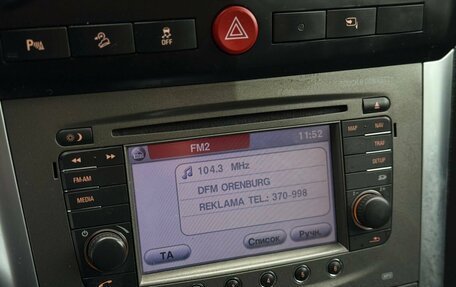 OFF
FM2
11:52
104.3 MHz
DFM ORENBURG
REKLAMA TEL.: 370-998
TA
Список
Ручн.
FM-AM
MEDIA
MAP
NAV
TRAF
SETUP